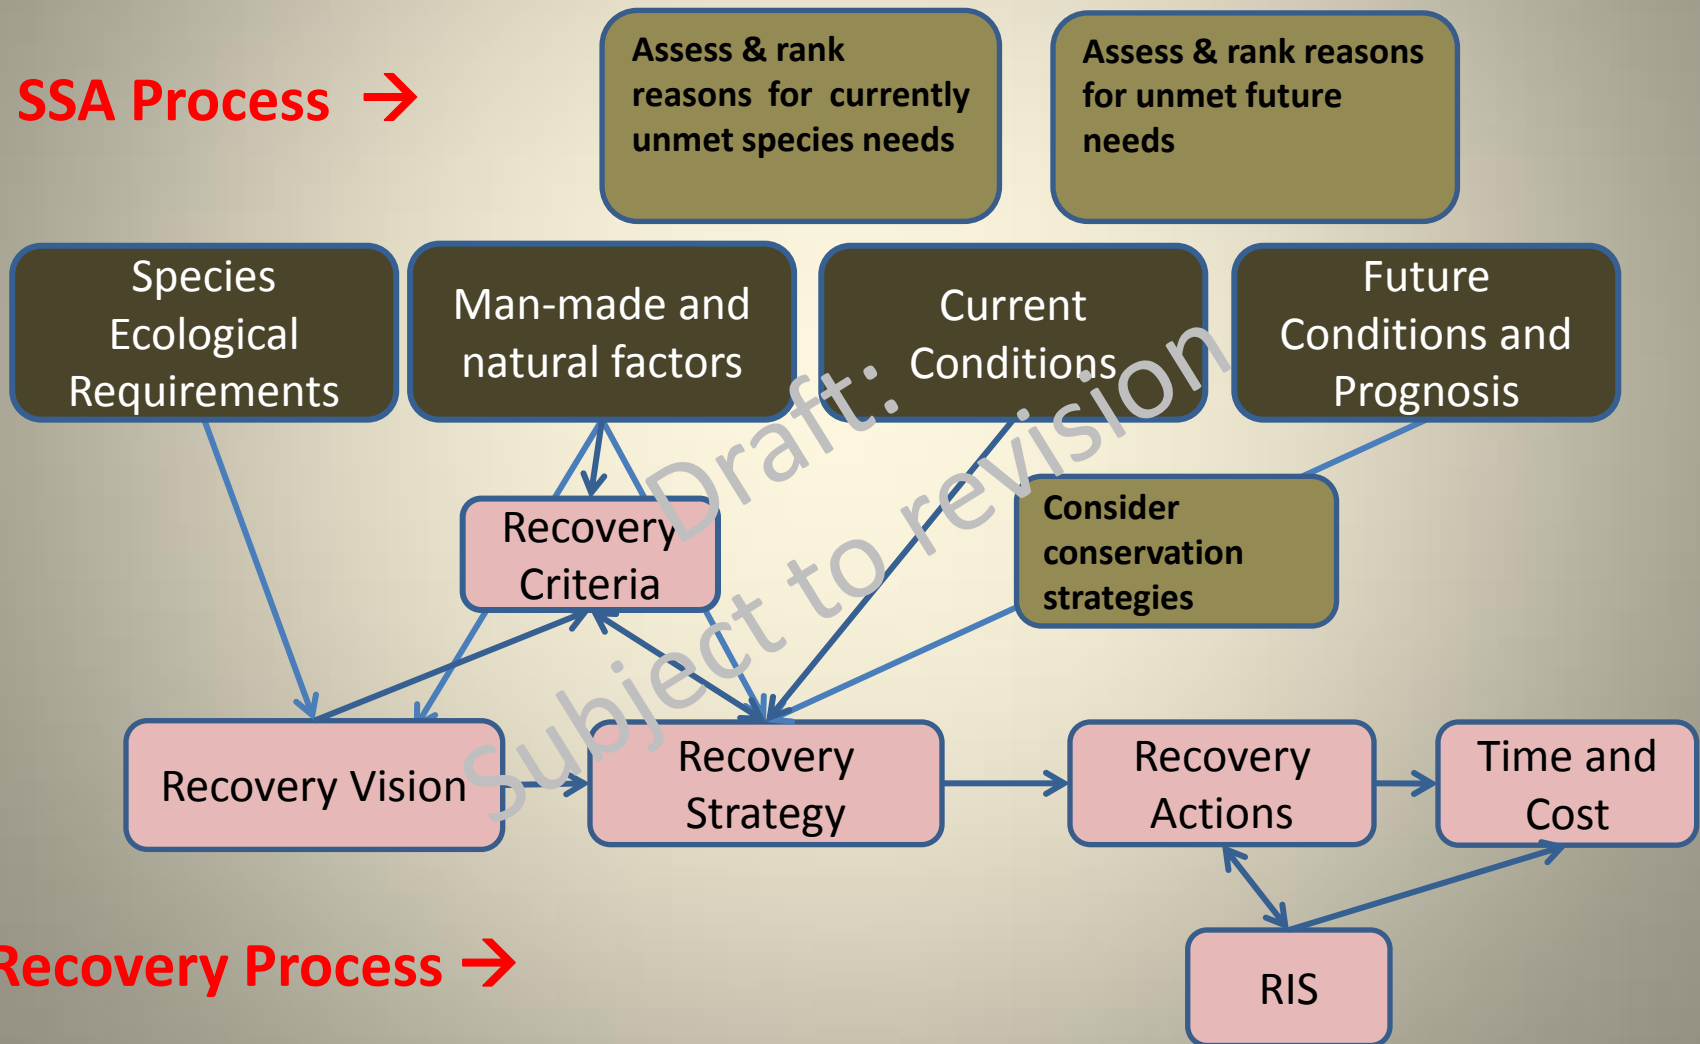 SSA Process →
Assess & rank
reasons for currently
unmet species needs
Assess & rank reasons
for unmet future
needs
Species
Ecological
Requirements
Man-made and
natural factors
Current
Conditions
Future
Conditions and
Prognosis
Draft:
Subject to revision
Recovery
Criteria
Consider
conservation
strategies
Recovery Vision
Recovery
Strategy
Recovery
Actions
Time and
Cost
Recovery Process →
RIS